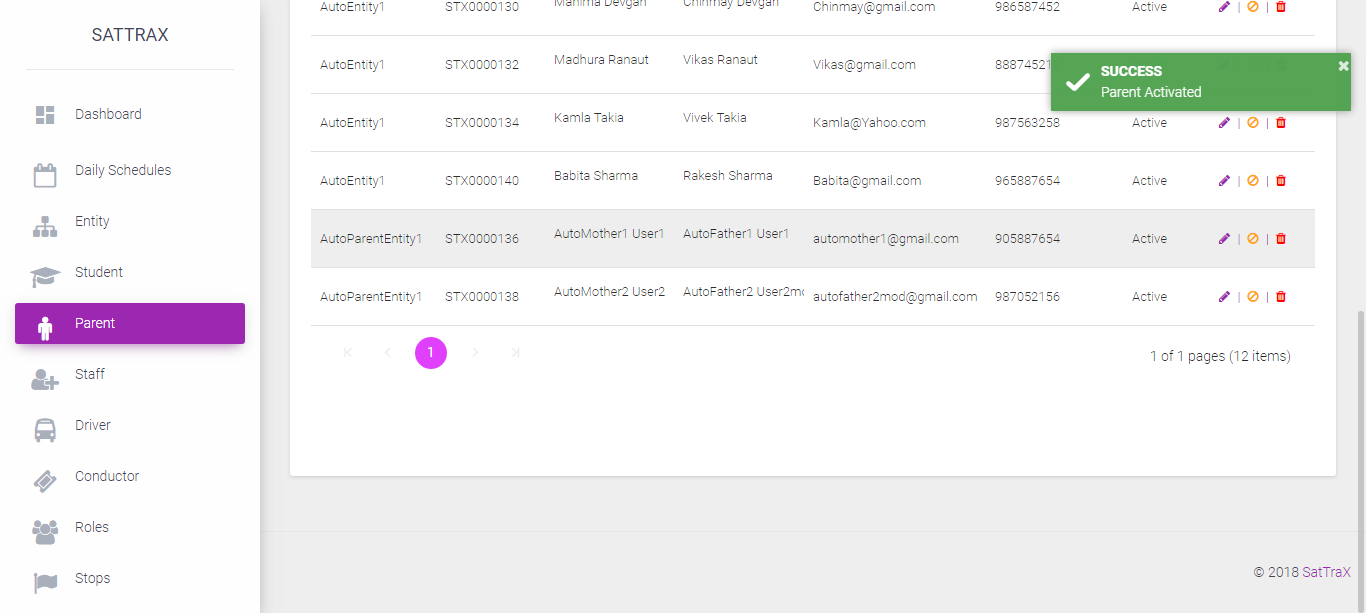 SATTRAX
Dashboard
Daily Schedules
Entity
Student
Parent
Staff
Driver
Conductor
Roles
Stops
AutoEntity1 STX0000130 Mahima Devgan Chinmay Devgan Chinmay@gmail.com 986587452 Active | |
AutoEntity1 STX0000132 Madhura Ranaut Vikas Ranaut Vikas@gmail.com
SUCCESS
Parent Activated
AutoEntity1 STX0000134 Kamla Takia Vivek Takia Kamla@Yahoo.com 987563258 Active | |
AutoEntity1 STX0000140 Babita Sharma Rakesh Sharma Babita@gmail.com 965887654 Active | |
AutoParentEntity1 STX0000136 AutoMother1 User1 AutoFather1 User1 automother1@gmail.com 905887654 Active | |
AutoParentEntity1 STX0000138 AutoMother2 User2 AutoFather2 User2mo autofather2mod@gmail.com 987052156 Active | |
1
1 of 1 pages (12 items)
© 2018 SatTraX